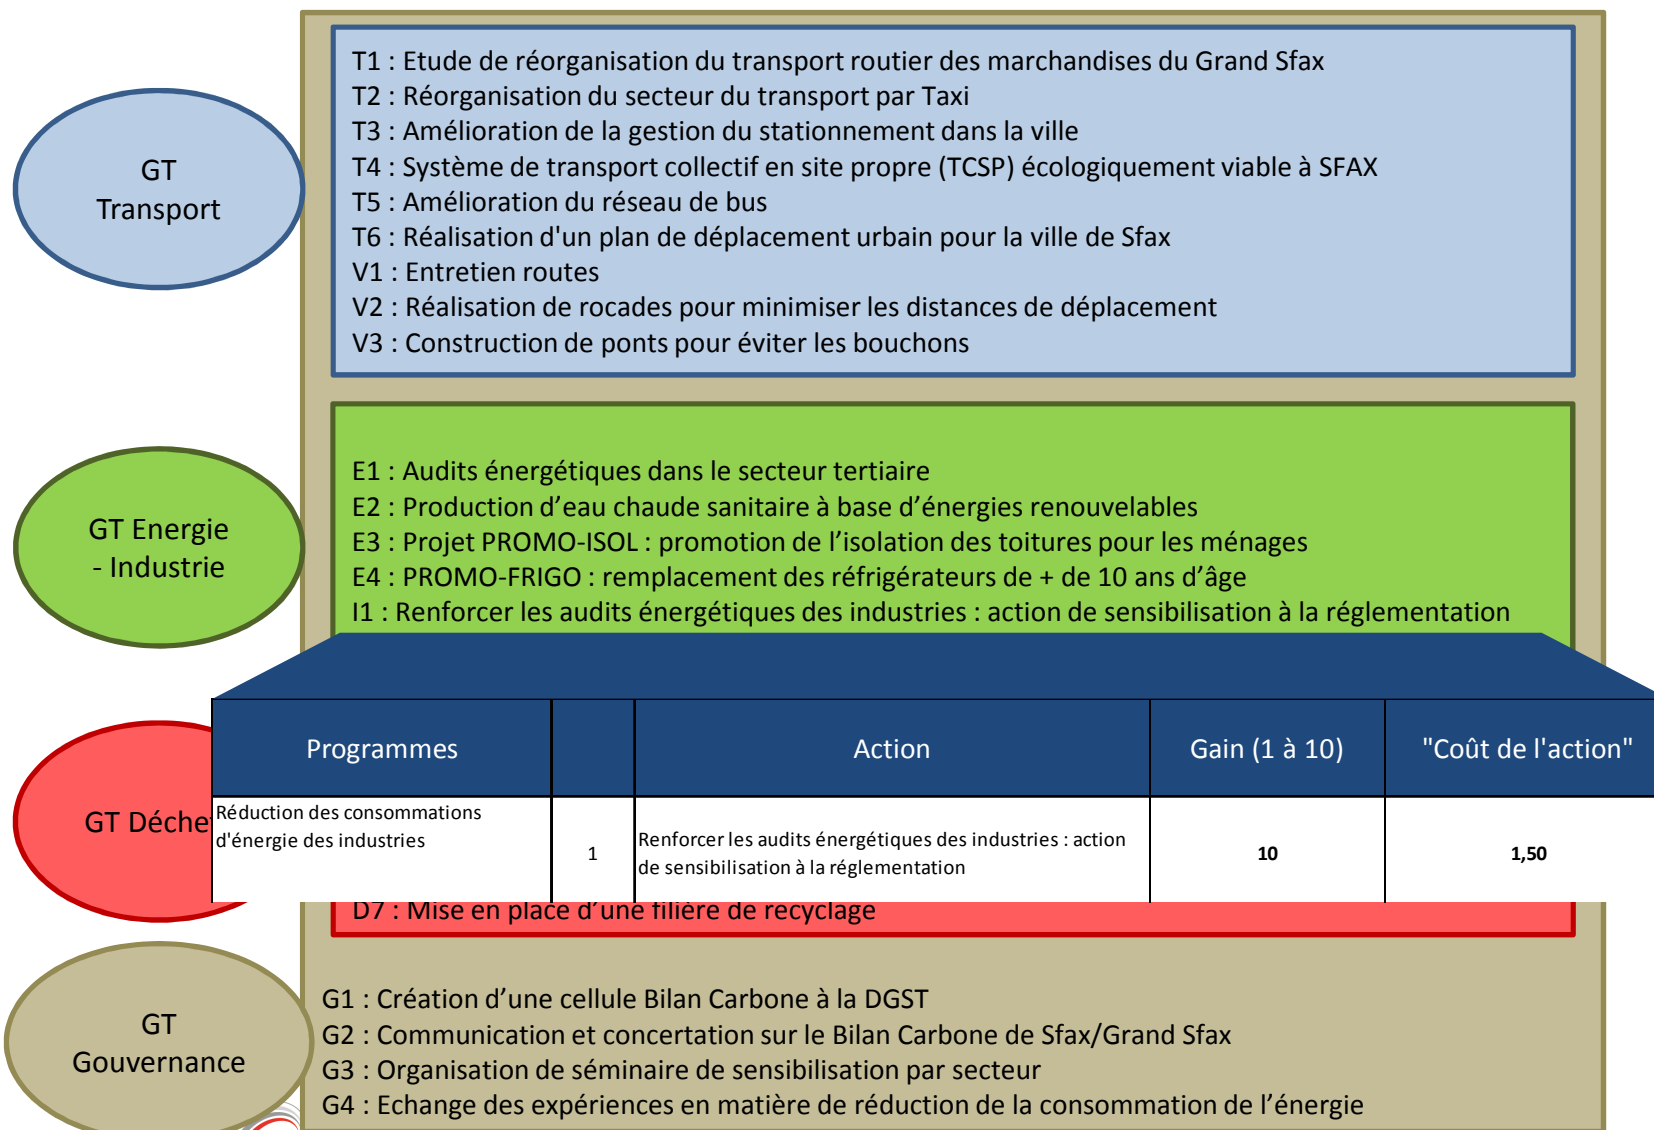 GT
Transport
T1 : Etude de réorganisation du transport routier des marchandises du Grand Sfax
T2 : Réorganisation du secteur du transport par Taxi
T3 : Amélioration de la gestion du stationnement dans la ville
T4 : Système de transport collectif en site propre (TCSP) écologiquement viable à SFAX
T5 : Amélioration du réseau de bus
T6 : Réalisation d'un plan de déplacement urbain pour la ville de Sfax
V1 : Entretien routes
V2 : Réalisation de rocades pour minimiser les distances de déplacement
V3 : Construction de ponts pour éviter les bouchons
GT Energie
- Industrie
E1 : Audits énergétiques dans le secteur tertiaire
E2 : Production d’eau chaude sanitaire à base d’énergies renouvelables
E3 : Projet PROMO-ISOL : promotion de l’isolation des toitures pour les ménages
E4 : PROMO-FRIGO : remplacement des réfrigérateurs de + de 10 ans d’âge
I1 : Renforcer les audits énergétiques des industries : action de sensibilisation à la réglementation
Programmes Action Gain (1 à 10) "Coût de l'action"
GT Déche
Réduction des consommations
d'énergie des industries
1
Renforcer les audits énergétiques des industries : action
de sensibilisation à la réglementation
10
1,50
D7 : Mise en place d’une filière de recyclage
GT
Gouvernance
G1 : Création d’une cellule Bilan Carbone à la DGST
G2 : Communication et concertation sur le Bilan Carbone de Sfax/Grand Sfax
G3 : Organisation de séminaire de sensibilisation par secteur
G4 : Echange des expériences en matière de réduction de la consommation de l’énergie